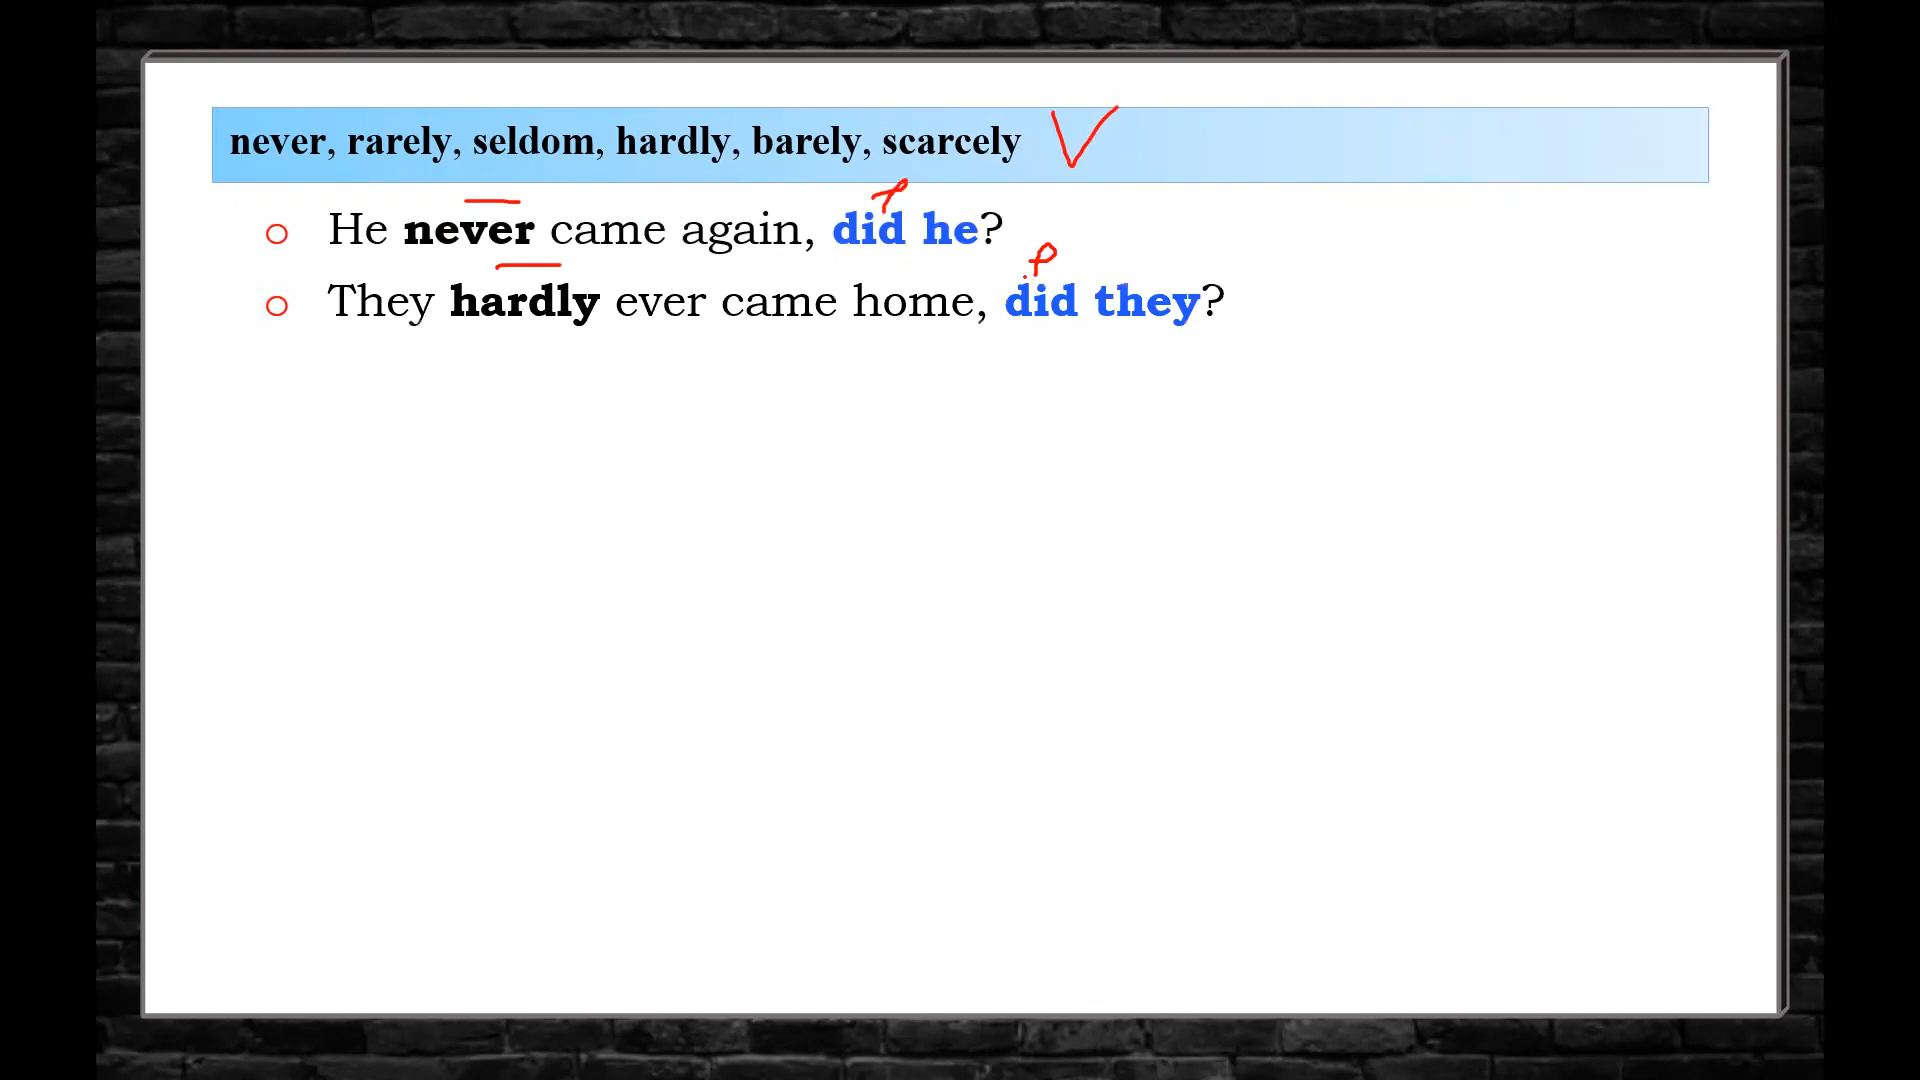 never, rarely, seldom, hardly, barely, scarcely
He never came again, did he?
They hardly ever came home, did they?